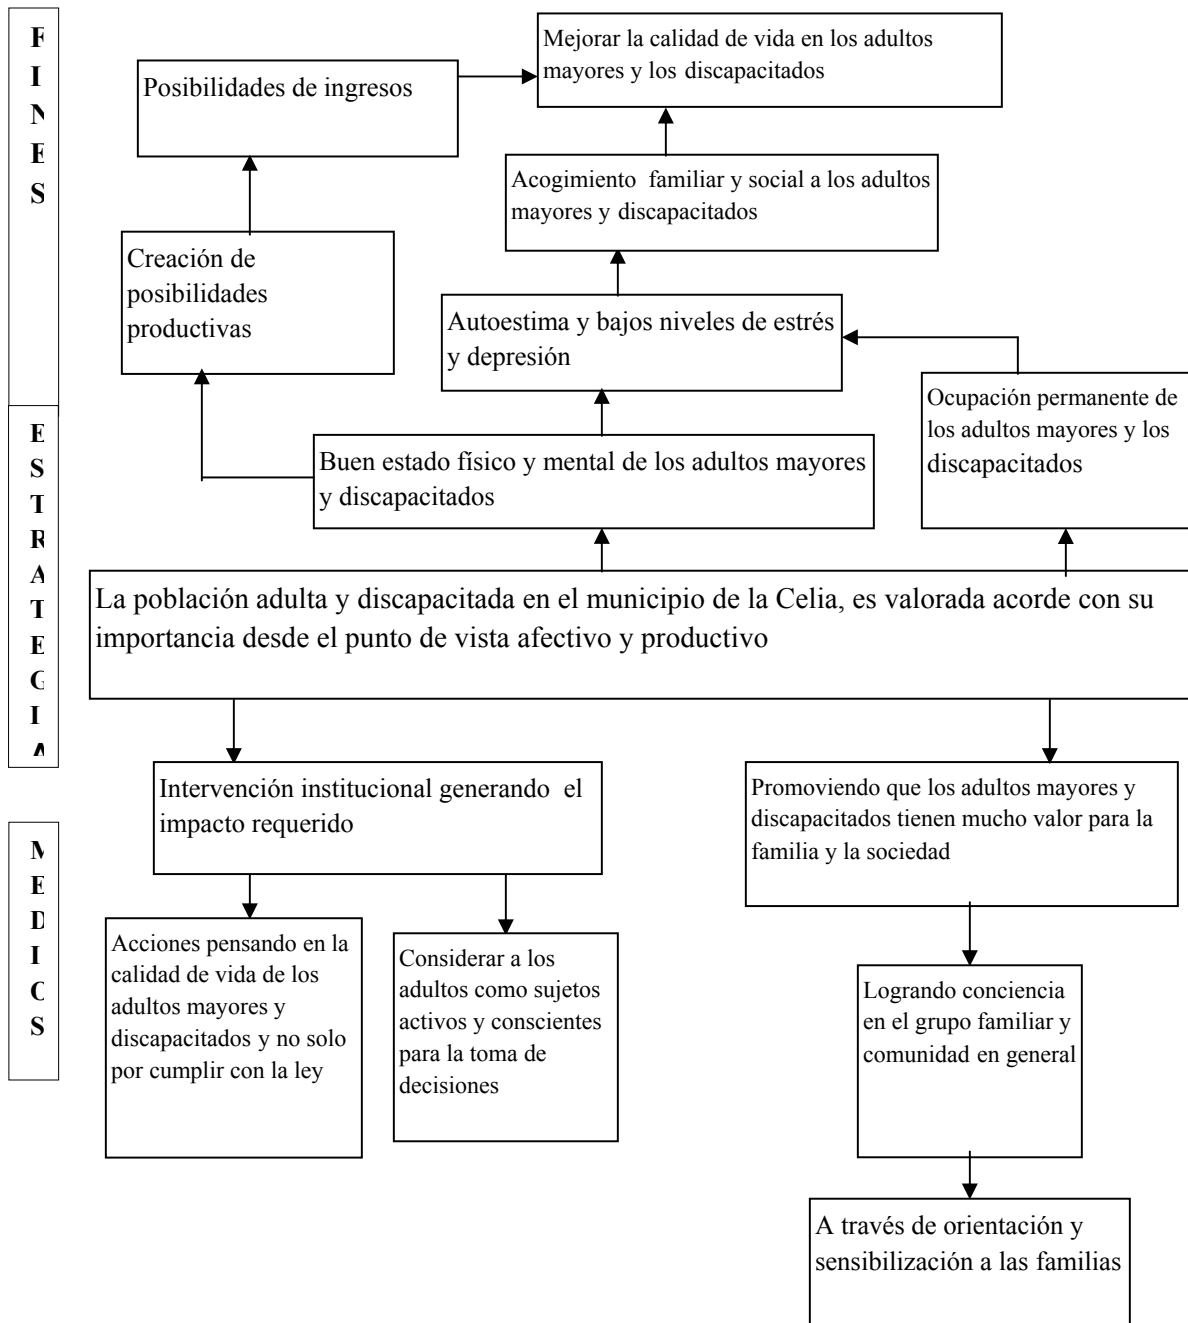 F
I
N
E
S
Mejorar la calidad de vida en los adultos
mayores y los discapacitados
Posibilidades de ingresos
Acogimiento familiar y social a los adultos
mayores y discapacitados
Creación de
posibilidades
productivas
Autoestima y bajos niveles de estrés
y depresión
Ocupación permanente de
los adultos mayores y los
discapacitados
E
S
T
R
A
T
E
G
I
A
Buen estado físico y mental de los adultos mayores
y discapacitados
La población adulta y discapacitada en el municipio de la Celia, es valorada acorde con su
importancia desde el punto de vista afectivo y productivo
Intervención institucional generando el
impacto requerido
Promoviendo que los adultos mayores y
discapacitados tienen mucho valor para la
familia y la sociedad
M
E
D
I
O
S
Acciones pensando en la
calidad de vida de los
adultos mayores y
discapacitados y no solo
por cumplir con la ley
Considerar a los
adultos como sujetos
activos y conscientes
para la toma de
decisiones
Logrando conciencia
en el grupo familiar y
comunidad en general
A través de orientación y
sensibilización a las familias